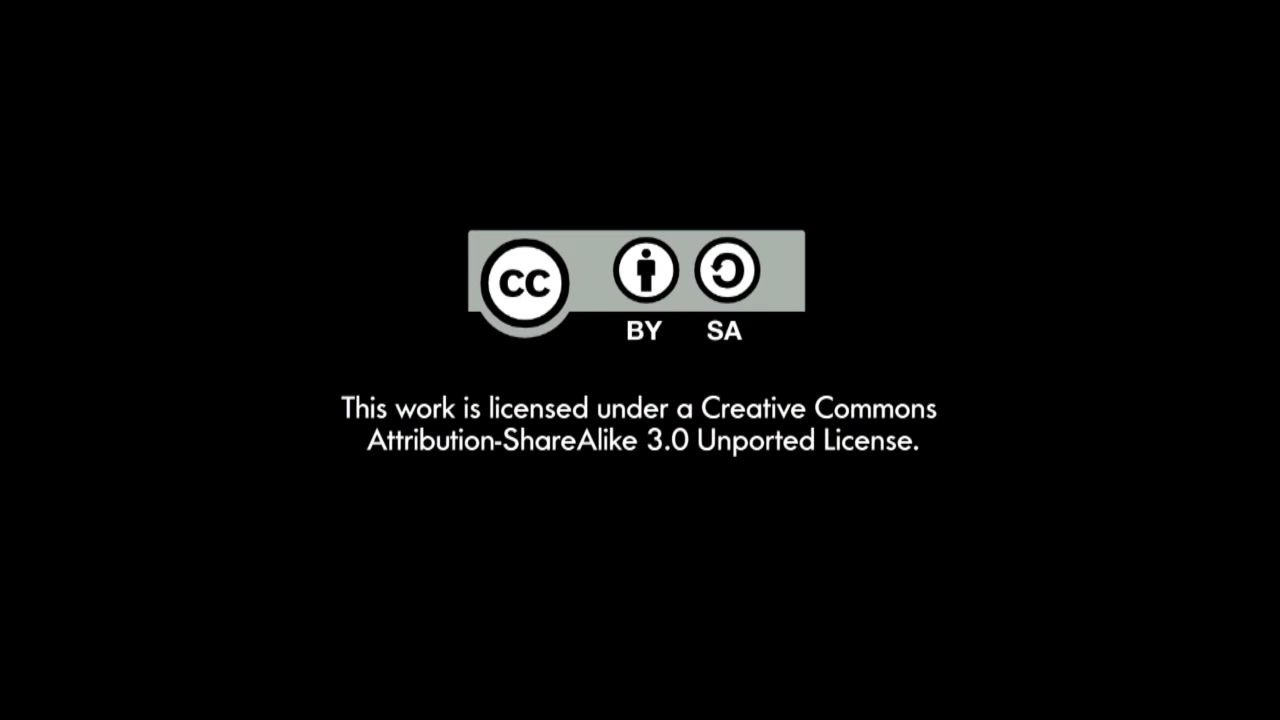 cc
BY SA
This work is licensed under a Creative Commons
Attribution-ShareAlike 3.0 Unported License.